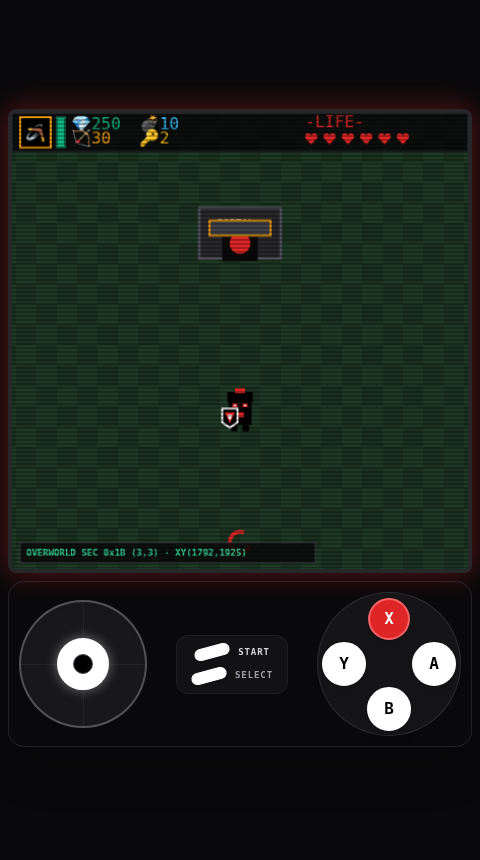 250 10 -LIFE-
30 2
OVERWORLD SEC 0x1B (3,3) · XY(1792,1925)
X
START
Y A
SELECT
B